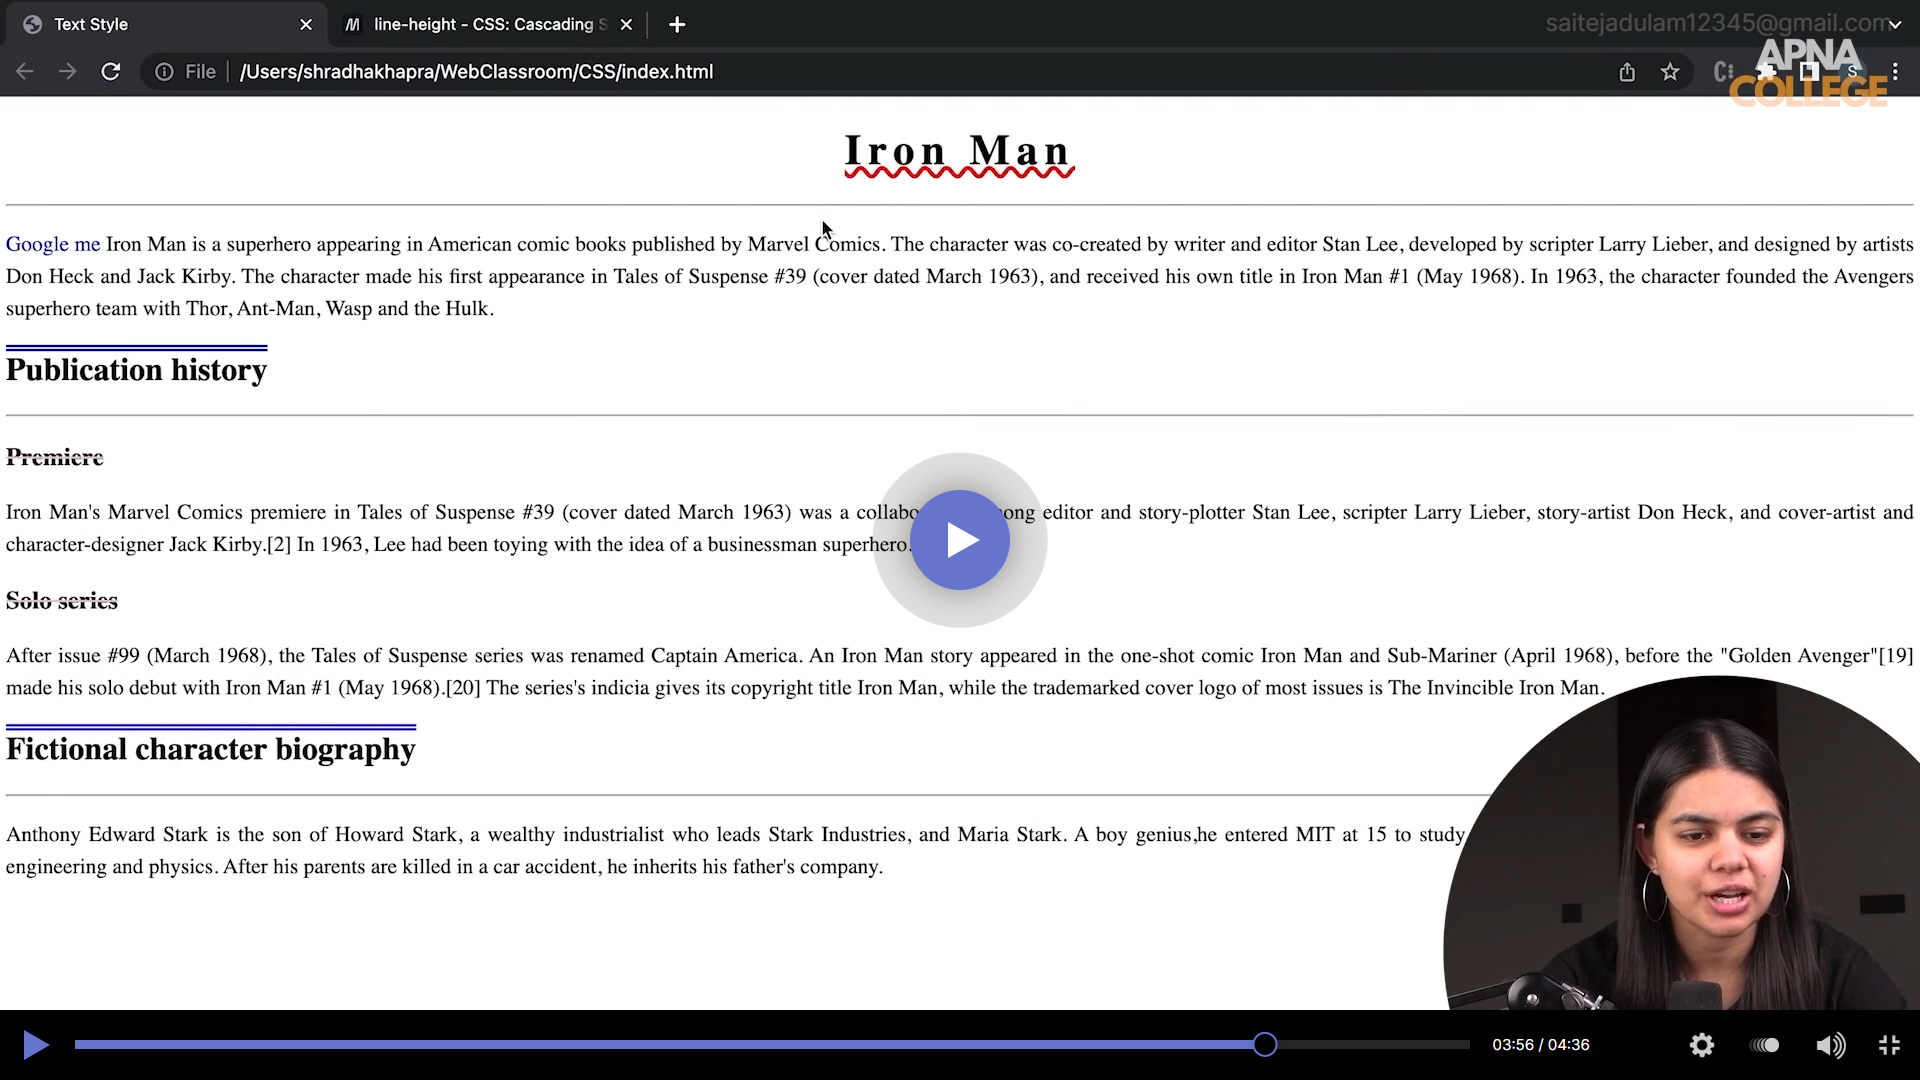 Text Style
line-height - CSS: Cascading S
saitejadulam12345@gmail.com
File
/Users/shradhakhapra/WebClassroom/CSS/index.html
S
APNA
COLLEGE
Iron Man
Google me Iron Man is a superhero appearing in American comic books published by Marvel Comics. The character was co-created by writer and editor Stan Lee, developed by scripter Larry Lieber, and designed by artists
Don Heck and Jack Kirby. The character made his first appearance in Tales of Suspense #39 (cover dated March 1963), and received his own title in Iron Man #1 (May 1968). In 1963, the character founded the Avengers
superhero team with Thor, Ant-Man, Wasp and the Hulk.
Publication history
Premiere
Iron Man's Marvel Comics premiere in Tales of Suspense #39 (cover dated March 1963) was a editor and story-plotter Stan Lee, scripter Larry Lieber, story-artist Don Heck, and cover-artist and
character-designer Jack Kirby.[2] In 1963, Lee had been toying with the idea of a businessman superhero.
Solo series
After issue #99 (March 1968), the Tales of Suspense series was renamed Captain America. An Iron Man story appeared in the one-shot comic Iron Man and Sub-Mariner (April 1968), before the "Golden Avenger"[19]
made his solo debut with Iron Man #1 (May 1968).[20] The series's indicia gives its copyright title Iron Man, while the trademarked cover logo of most issues is The Invincible Iron Man.
Fictional character biography
Anthony Edward Stark is the son of Howard Stark, a wealthy industrialist who leads Stark Industries, and Maria Stark. A boy genius,he entered MIT at 15 to study
engineering and physics. After his parents are killed in a car accident, he inherits his father's company.
03:56 / 04:36